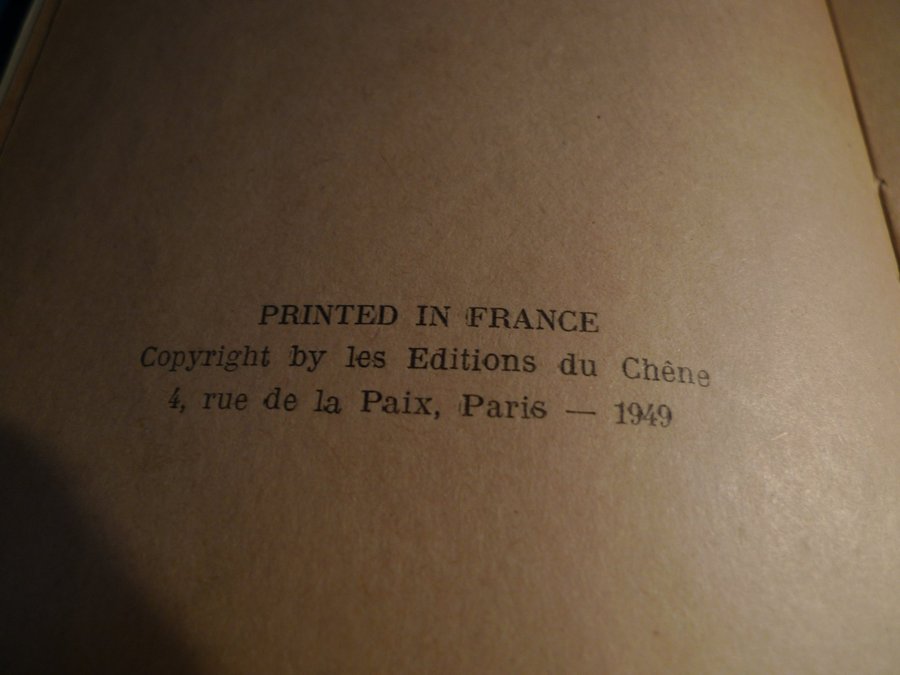 PRINTED IN FRANCE
Copyright by les Editions du Chêne
4, rue de la Paix, Paris — 1949